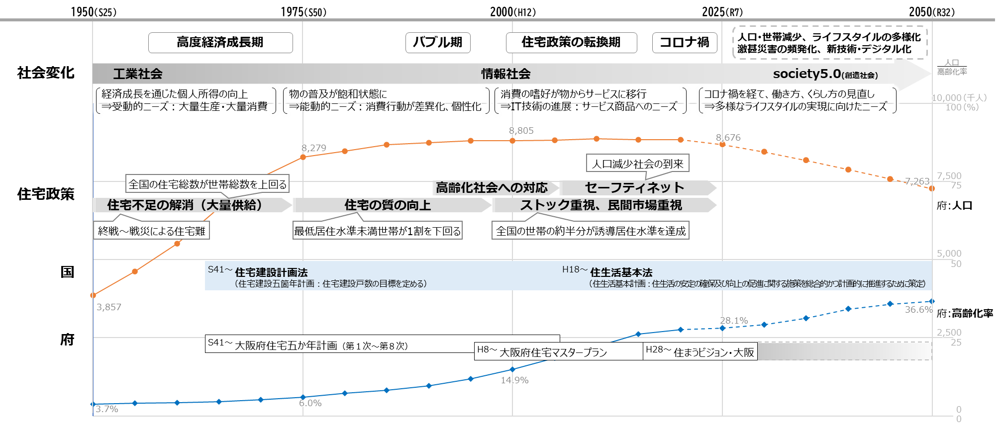 1950(S25)
1975(S50)
2000(H12)
2025(R7)
2050(R32)
高度経済成長期
バブル期
住宅政策の転換期
コロナ禍
人口・世帯減少、ライフスタイルの多様化
激甚災害の頻発化、新技術・デジタル化
社会変化
工業社会
情報社会
society5.0(創造社会)
人口
高齢化率
経済成長を通じた個人所得の向上
⇒受動的ニーズ：大量生産・大量消費
物の普及が飽和状態に
⇒能動的ニーズ：消費行動が差異化、個性化
消費の嗜好が物からサービスに移行
⇒IT技術の進展：サービス商品へのニーズ
コロナ禍を経て、働き方、くらし方の見直し
⇒多様なライフスタイルの実現に向けたニーズ
10,000（千人）
100（%）
8,279
8,805
8,676
7,263
人口減少社会の到来
全国の住宅総数が世帯総数を上回る
7,500
75
住宅政策
高齢化社会への対応
セーフティネット
住宅不足の解消（大量供給）
住宅の質の向上
ストック重視、民間市場重視
府：人口
終戦～戦災による住宅難
最低居住水準未満世帯が1割を下回る
全国の世帯の約半分が誘導居住水準を達成
5,000
50
国
S41～ 住宅建設計画法
（住宅建設五箇年計画：住宅建設戸数の目標を定める）
H18～ 住生活基本法
（住生活基本計画：住生活の安定の確保及び向上の促進に関する施策を総合的かつ計画的に推進するために策定）
3,857
36.6%
府：高齢化率
28.1%
府
2,500
25
S41～ 大阪府住宅五か年計画（第１次～第８次）
H8～ 大阪府住宅マスタープラン
H28～ 住まうビジョン・大阪
14.9%
6.0%
3.7%
0
0